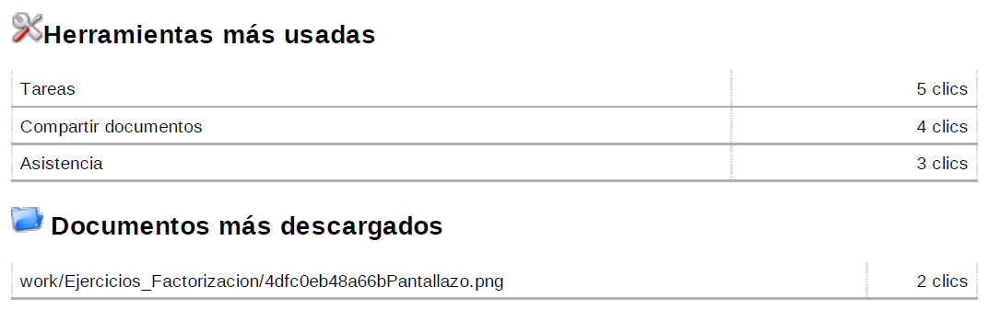 Herramientas más usadas
Tareas 5 clics
Compartir documentos 4 clics
Asistencia 3 clics
Documentos más descargados
work/Ejercicios_Factorizacion/4dfc0eb48a66bPantallazo.png 2 clics